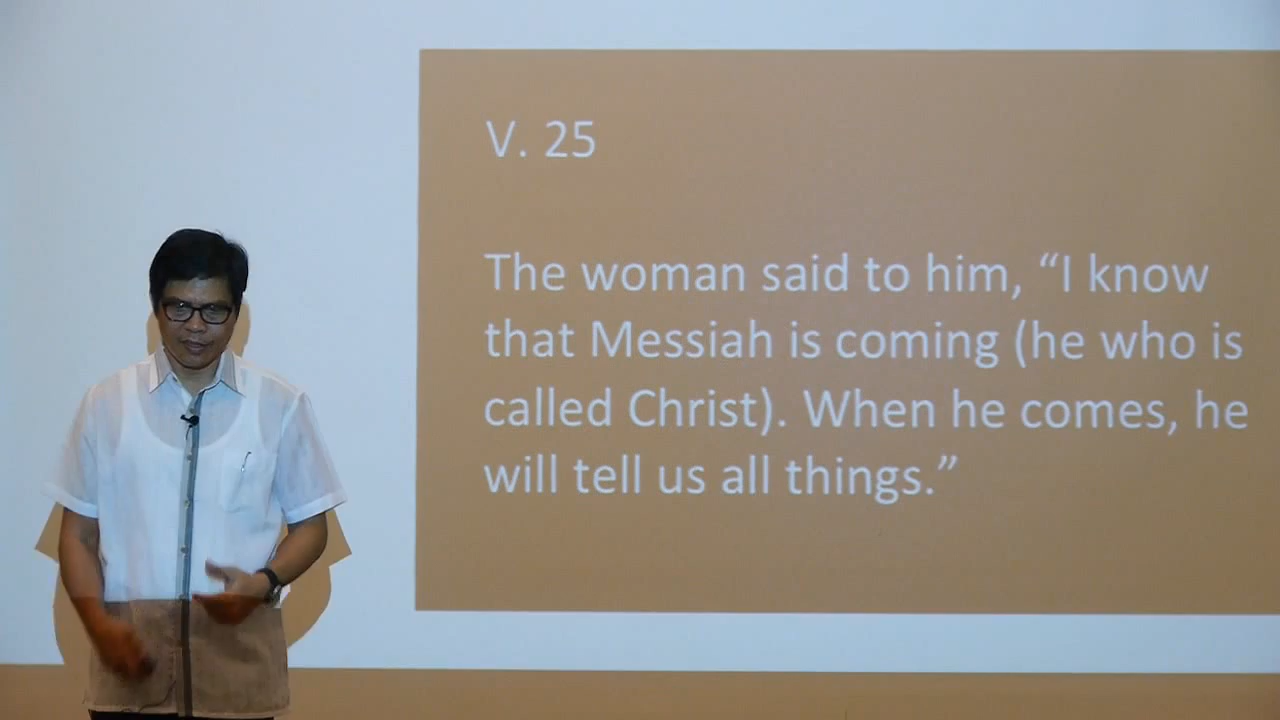 V. 25
The woman said to him, “I know
that Messiah is coming (he who is
called Christ). When he comes, he
will tell us all things.”